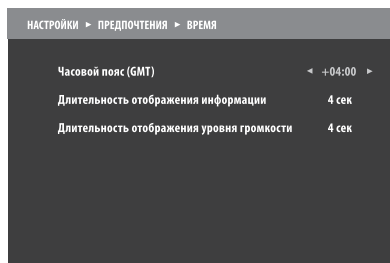 НАСТРОЙКИ ► ПРЕДПОЧТЕНИЯ ► ВРЕМЯ
Часовой пояс (GMT) ◄ +04:00 ►
Длительность отображения информации 4 сек
Длительность отображения уровня громкости 4 сек